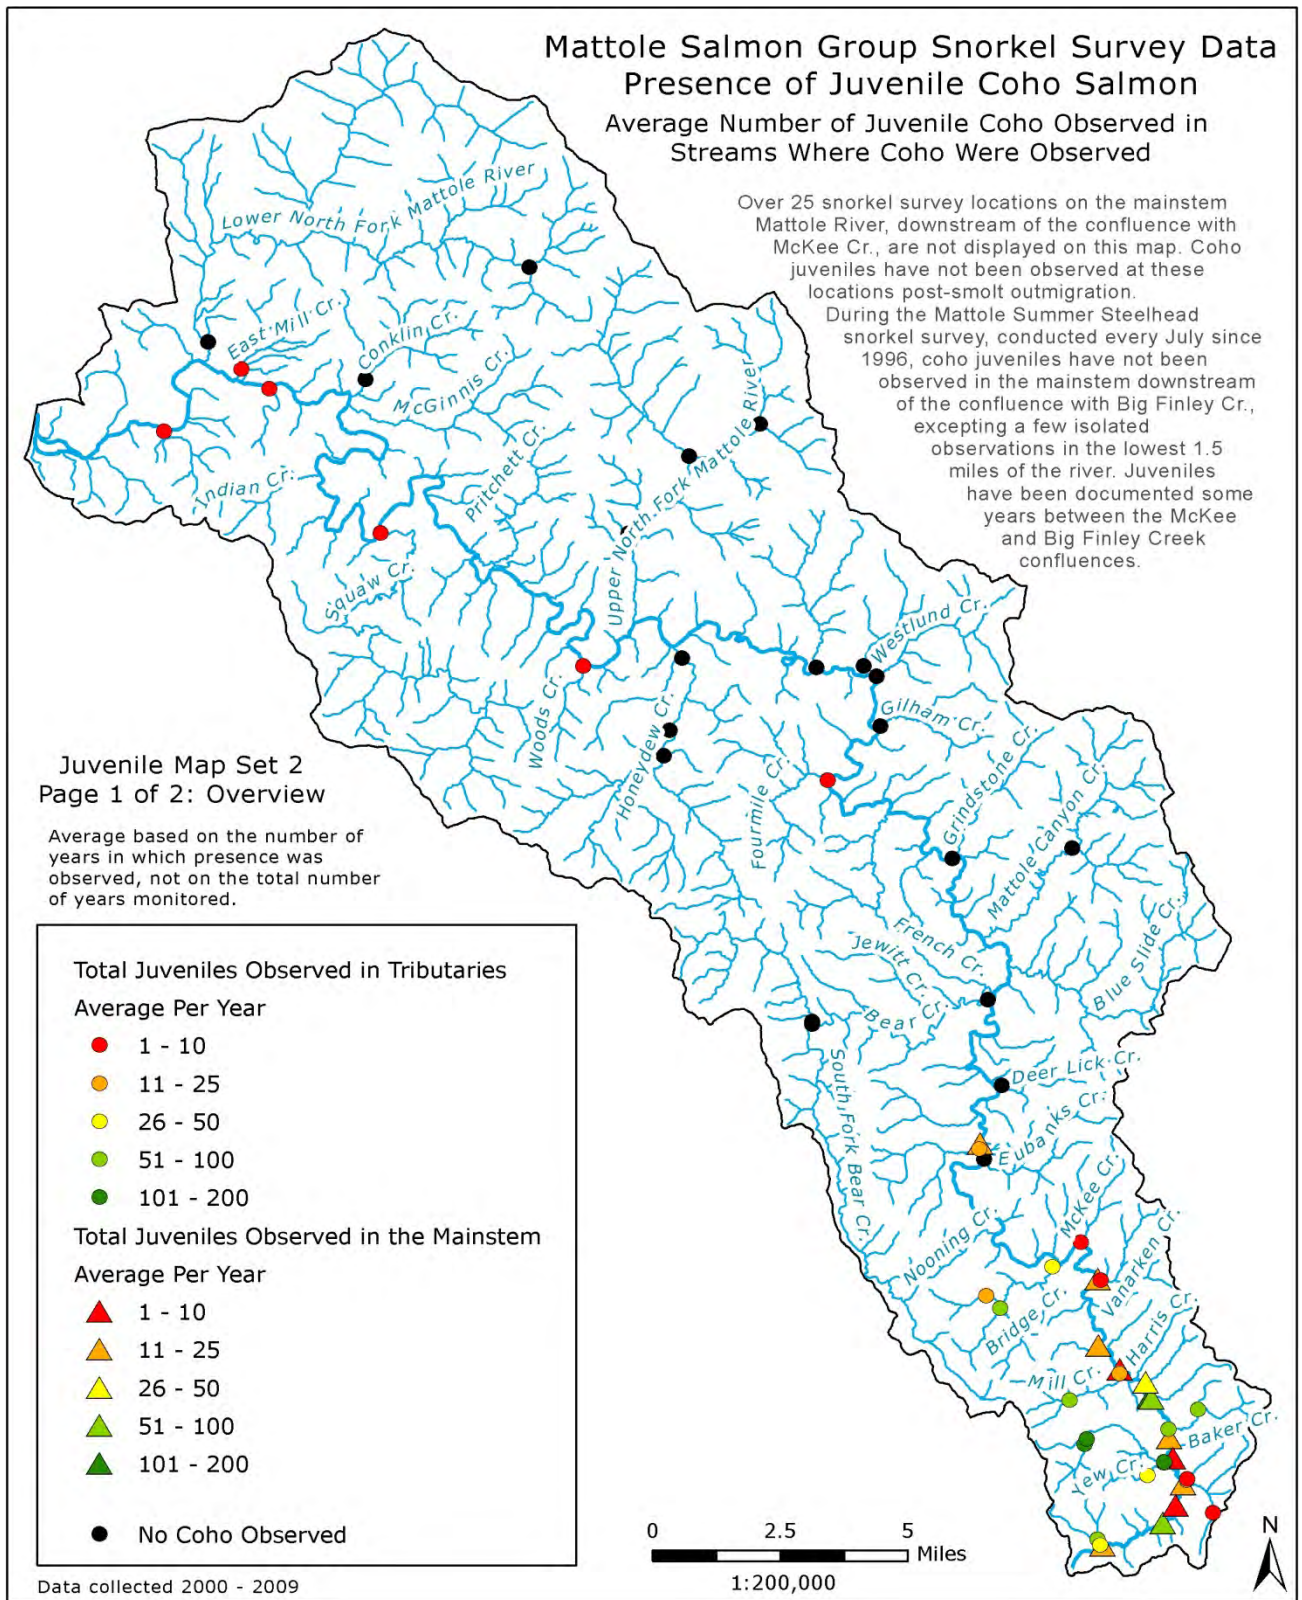 Mattole Salmon Group Snorkel Survey Data
Presence of Juvenile Coho Salmon
Average Number of Juvenile Coho Observed in
Streams Where Coho Were Observed
Over 25 snorkel survey locations on the mainstem
Mattole River, downstream of the confluence with
McKee Cr., are not displayed on this map. Coho
juveniles have not been observed at these
locations post-smolt outmigration.
During the Mattole Summer Steelhead
snorkel survey, conducted every July since
1996, coho juveniles have not been
observed in the mainstem downstream
of the confluence with Big Finley Cr.,
excepting a few isolated
observations in the lowest 1.5
miles of the river. Juveniles
have been documented some
years between the McKee
and Big Finley Creek
confluences.
Lower North Fork Mattole River
East Mill Cr.
Conklin Cr.
McGinnis Cr.
Indian Cr.
Pritchett Cr.
Upper North Fork Mattole River
Squaw Cr.
Westlund Cr.
Woods Cr.
Honeydew Cr.
Gilham Cr.
Fourmile Cr.
Grindstone Cr.
Mattole Canyon Cr.
French Cr.
Jewitt Cr.
Blue Slide Cr.
Bear Cr.
South Fork Bear Cr.
Deer Lick Cr.
Eubanks Cr.
McKee Cr.
Nooning Cr.
Vanarken Cr.
Bridge Cr.
Harris Cr.
Mill Cr.
Baker Cr.
Yew Cr.
Juvenile Map Set 2
Page 1 of 2: Overview
Average based on the number of
years in which presence was
observed, not on the total number
of years monitored.
Total Juveniles Observed in Tributaries
Average Per Year
1 - 10
11 - 25
26 - 50
51 - 100
101 - 200
Total Juveniles Observed in the Mainstem
Average Per Year
1 - 10
11 - 25
26 - 50
51 - 100
101 - 200
No Coho Observed
Data collected 2000 - 2009
0 2.5 5
Miles
1:200,000
N